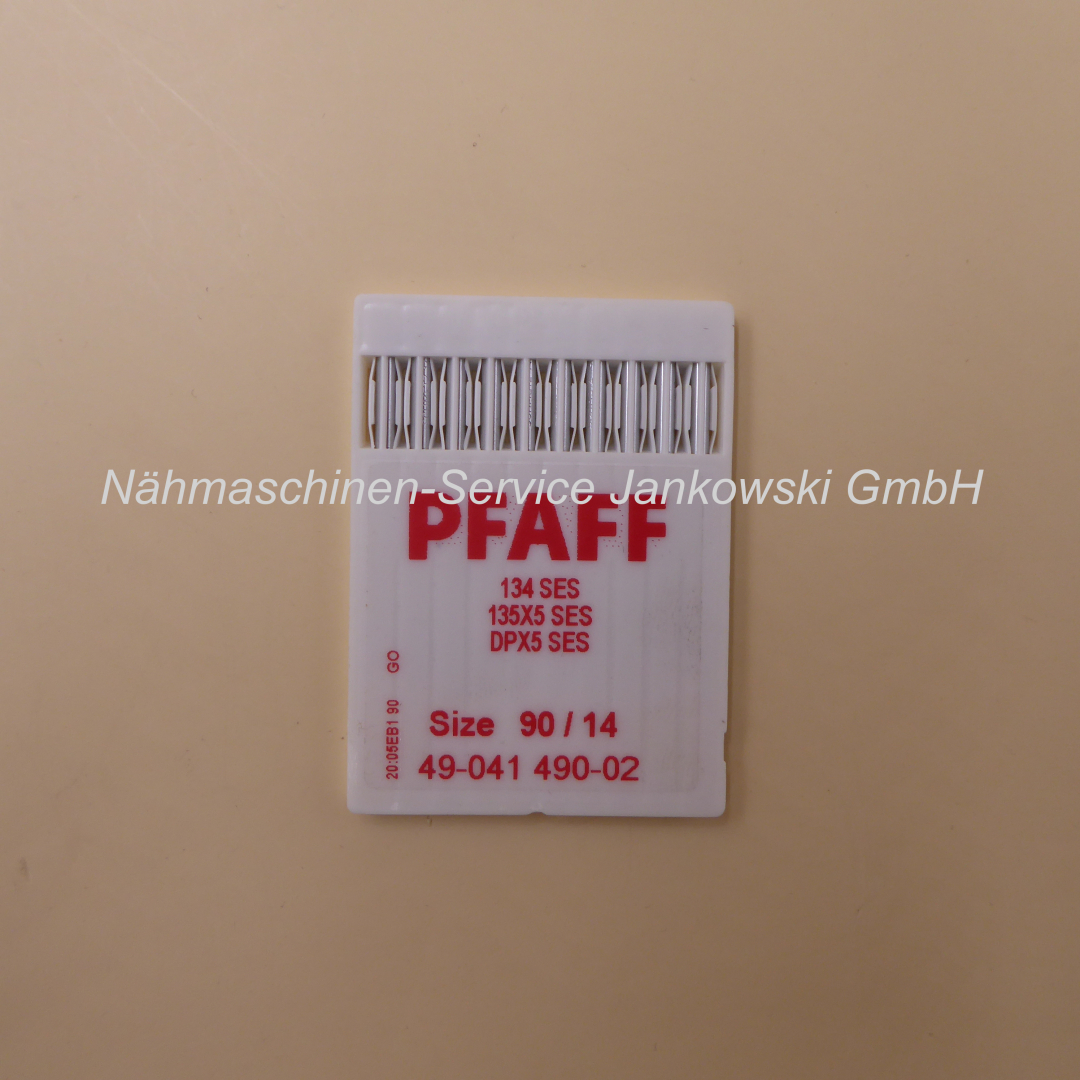 Nähmaschinen-Service Jankowski GmbH
PFAFF
134 SES
135X5 SES
DPX5 SES
Size 90 / 14
49-041 490-02
20:05EB1 90 GO